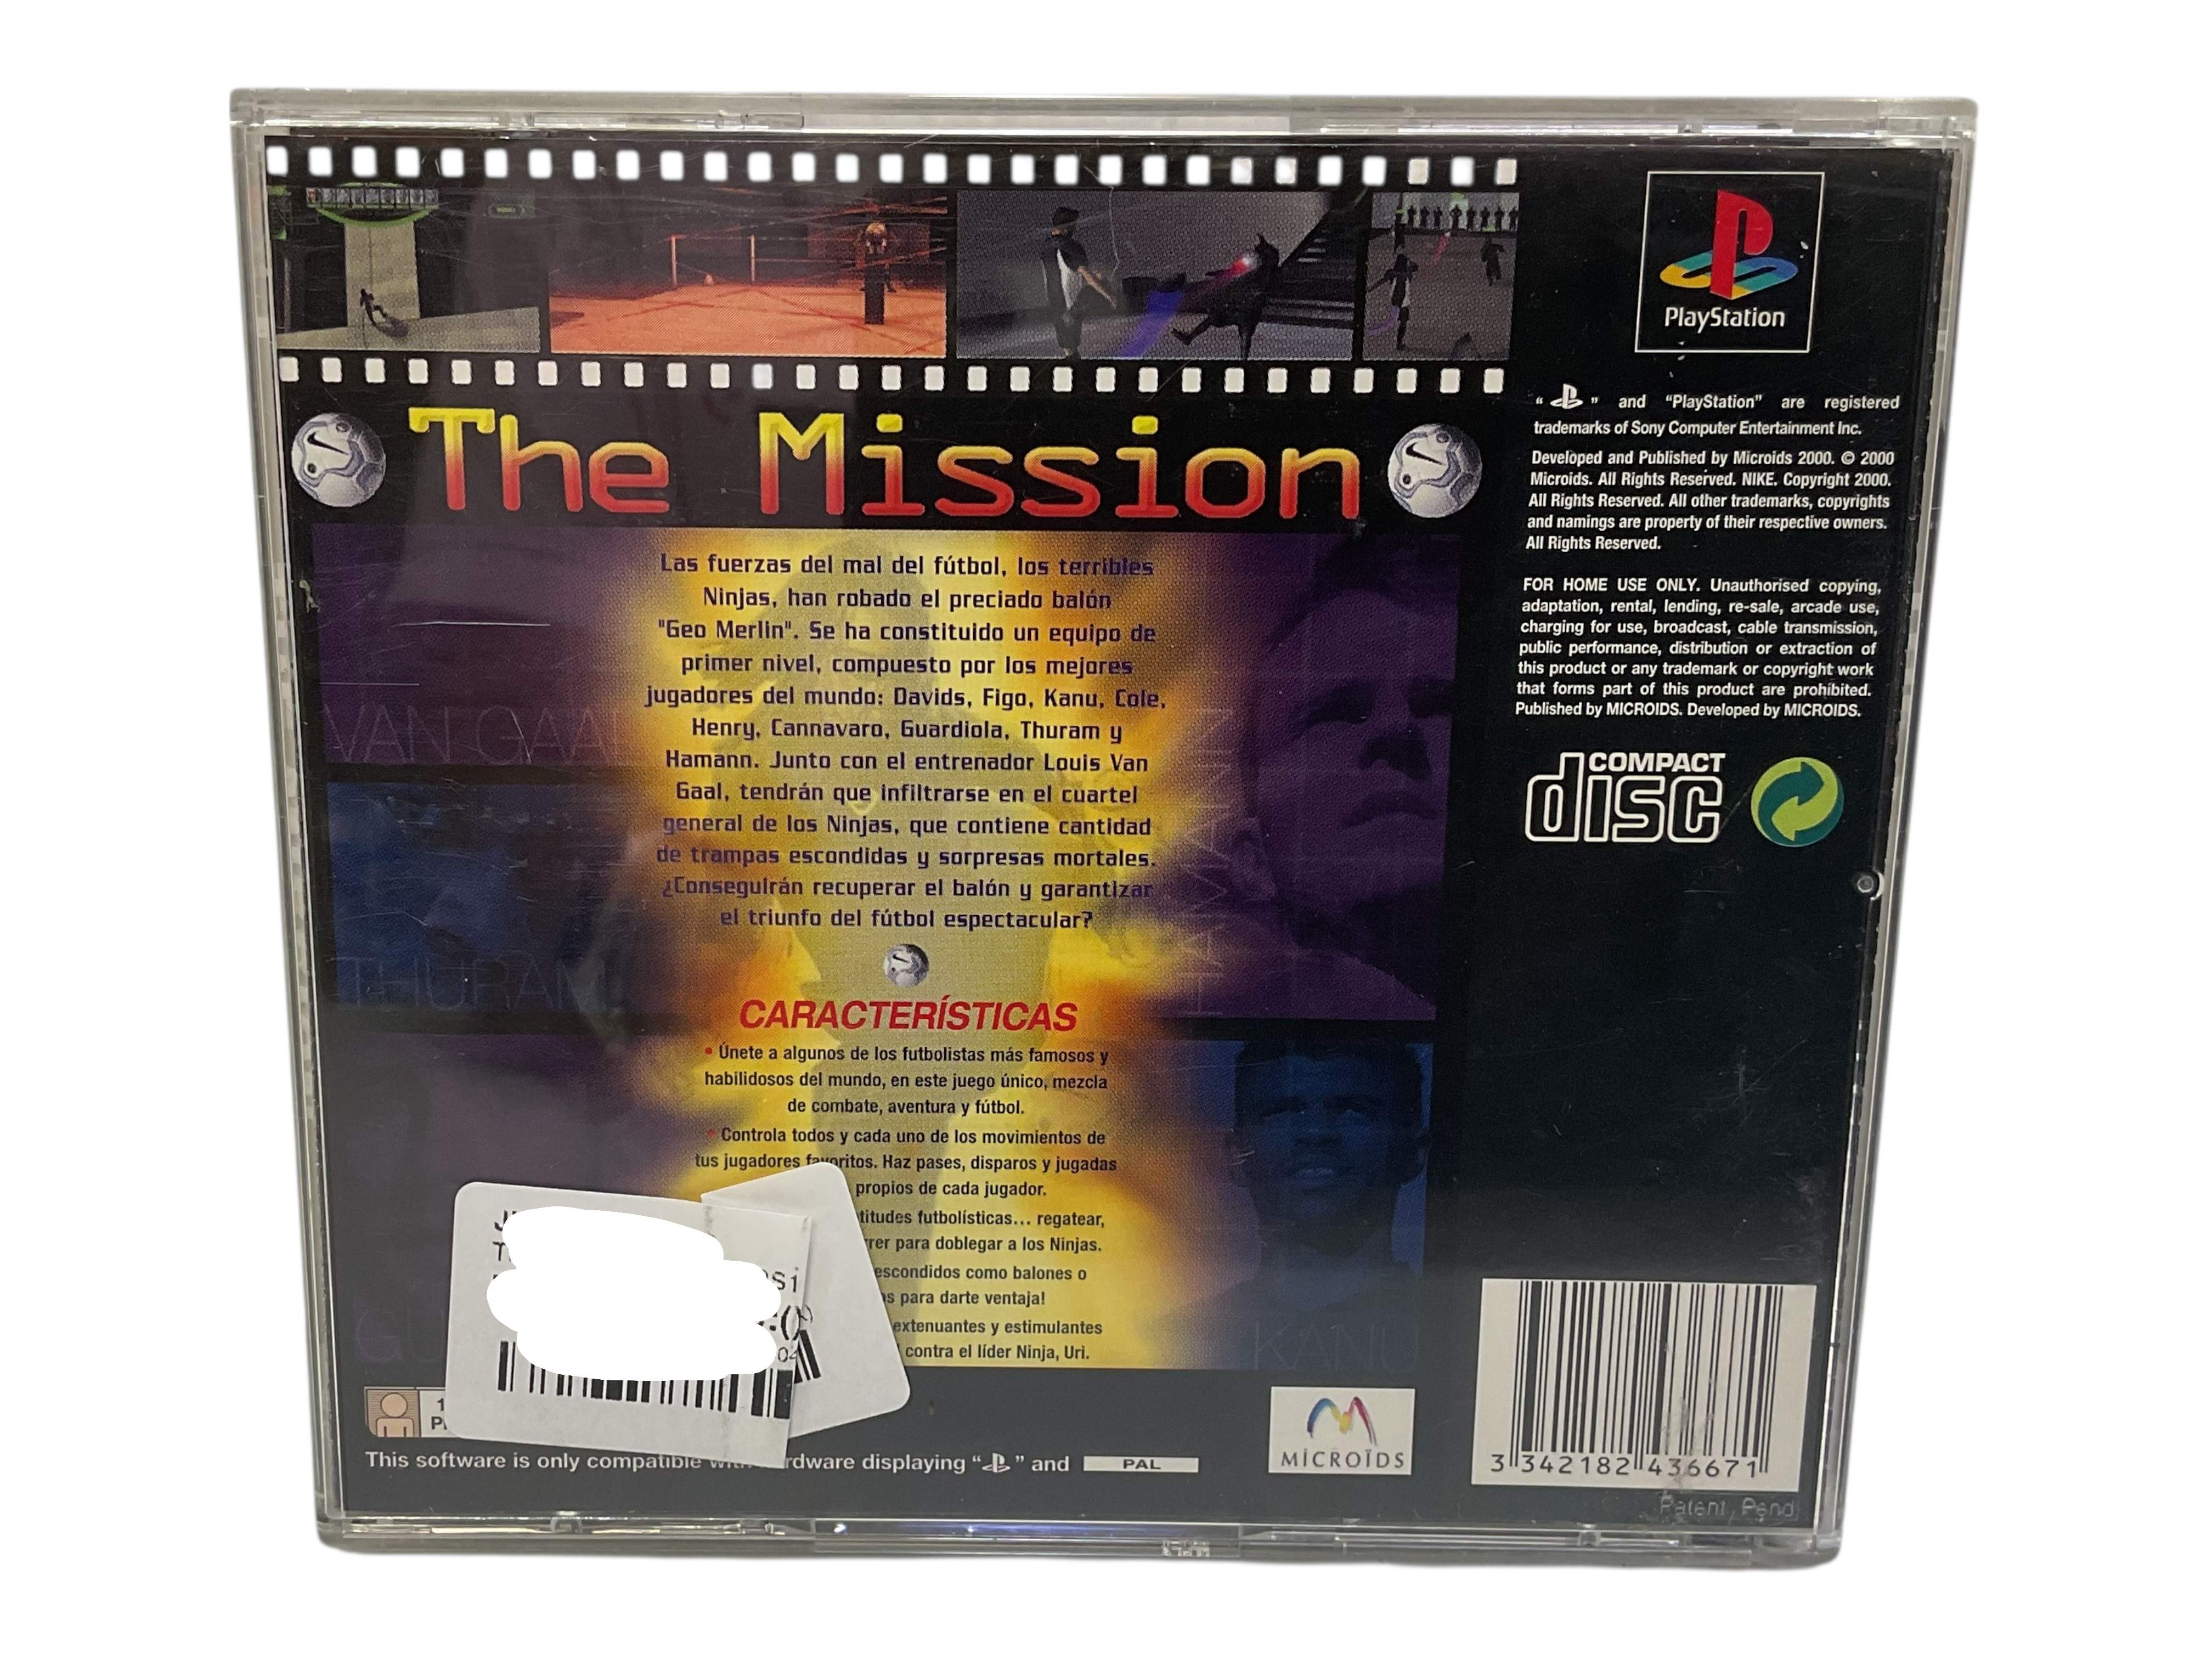 The Mission
Las fuerzas del mal del fútbol, los terribles
Ninjas, han robado el preciado balón
"Geo Merlin". Se ha constituido un equipo de
primer nivel, compuesto por los mejores
jugadores del mundo: Davids, Figo, Kanu, Cole,
Henry, Cannavaro, Guardiola, Thuram y
Hamann. Junto con el entrenador Louis Van
Gaal, tendrán que infiltrarse en el cuartel
general de los Ninjas, que contiene cantidad
de trampas escondidas y sorpresas mortales.
¿Conseguirán recuperar el balón y garantizar
el triunfo del fútbol espectacular?
CARACTERÍSTICAS
• Únete a algunos de los futbolistas más famosos y
habilidosos del mundo, en este juego único, mezcla
de combate, aventura y fútbol.
• Controla todos y cada uno de los movimientos de
tus jugadores favoritos. Haz pases, disparos y jugadas
propios de cada jugador.
futbolísticas... regatear,
para doblegar a los Ninjas.
escondidos como balones o
para darte ventaja!
extenuantes y estimulantes
contra el líder Ninja, Uri.
VAN GAAL
THURAM
HAMANN
KANU
This software is only compatible with hardware displaying “PS” and PAL
MICROÏDS
PlayStation
“PS” and “PlayStation” are registered
trademarks of Sony Computer Entertainment Inc.
Developed and Published by Microids 2000. © 2000
Microids. All Rights Reserved. NIKE. Copyright 2000.
All Rights Reserved. All other trademarks, copyrights
and namings are property of their respective owners.
All Rights Reserved.
FOR HOME USE ONLY. Unauthorised copying,
adaptation, rental, lending, re-sale, arcade use,
charging for use, broadcast, cable transmission,
public performance, distribution or extraction of
this product or any trademark or copyright work
that forms part of this product are prohibited.
Published by MICROIDS. Developed by MICROIDS.
COMPACT
disc
3 342182 436671
Patent Pend